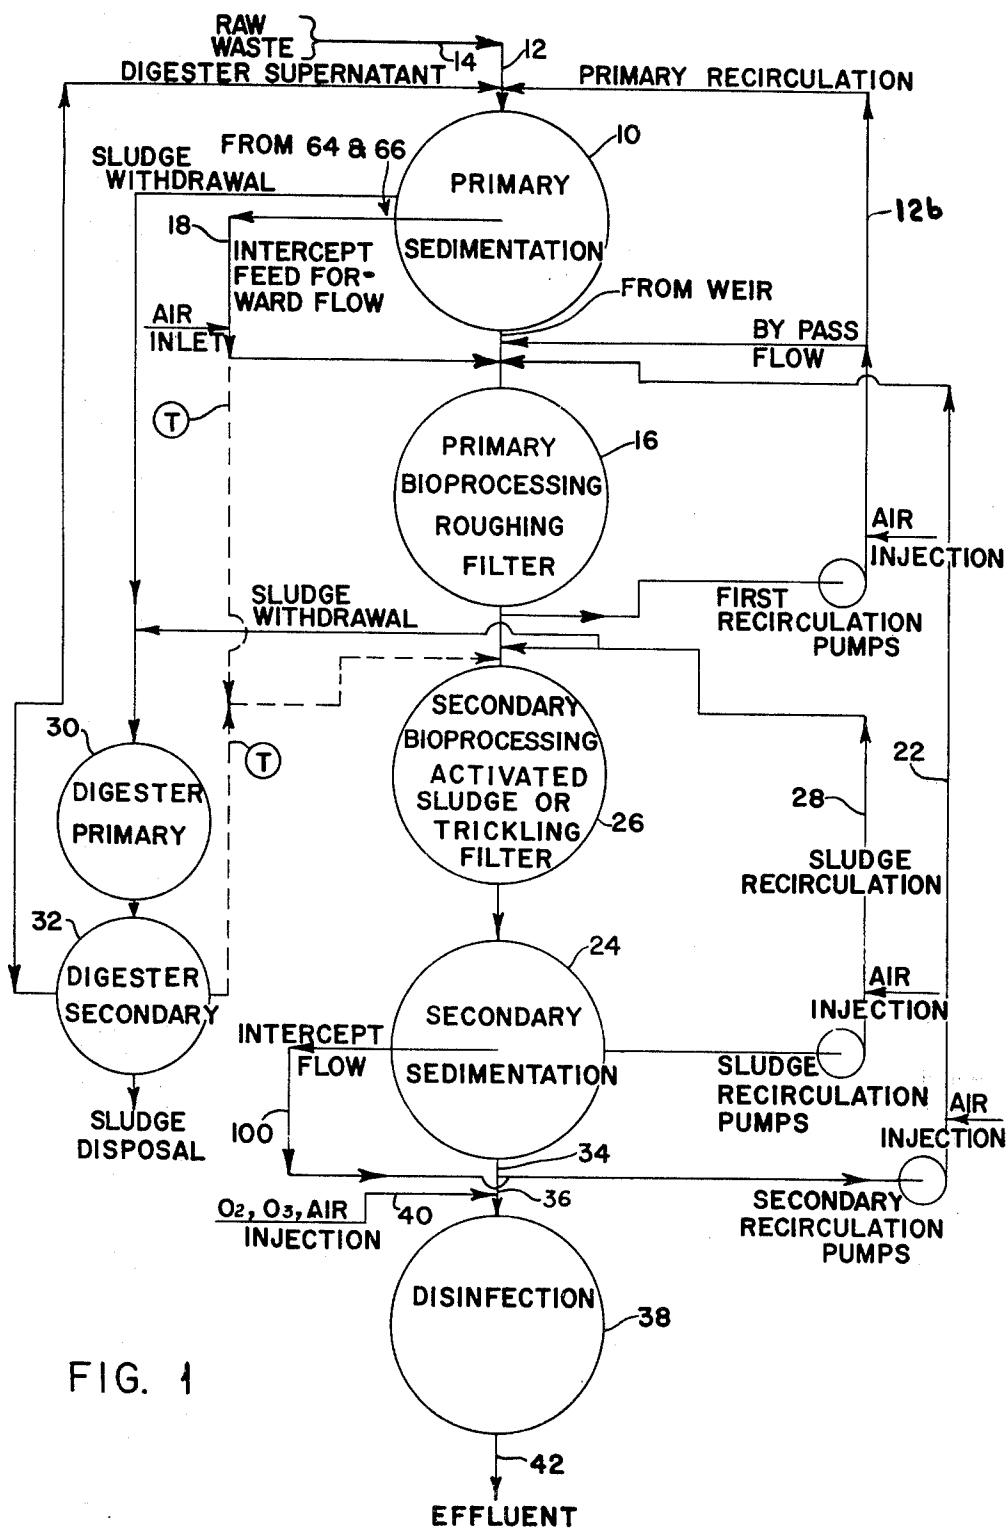 RAW
WASTE
14
12
DIGESTER SUPERNATANT
PRIMARY RECIRCULATION
FROM 64 & 66
10
SLUDGE
WITHDRAWAL
PRIMARY
SEDIMENTATION
12b
18
INTERCEPT
FEED FOR-
WARD FLOW
FROM WEIR
AIR
INLET
BY PASS
FLOW
T
16
PRIMARY
BIOPROCESSING
ROUGHING
FILTER
AIR
INJECTION
SLUDGE
WITHDRAWAL
FIRST
RECIRCULATION
PUMPS
30
SECONDARY
BIOPROCESSING
ACTIVATED
SLUDGE OR
TRICKLING
FILTER
26
T
22
28
DIGESTER
PRIMARY
SLUDGE
RECIRCULATION
32
DIGESTER
SECONDARY
24
SECONDARY
SEDIMENTATION
AIR
INJECTION
INTERCEPT
FLOW
SLUDGE
RECIRCULATION
PUMPS
SLUDGE
DISPOSAL
100
AIR
INJECTION
34
36
O2, O3, AIR
INJECTION
40
SECONDARY
RECIRCULATION
PUMPS
DISINFECTION
38
FIG. 1
42
EFFLUENT